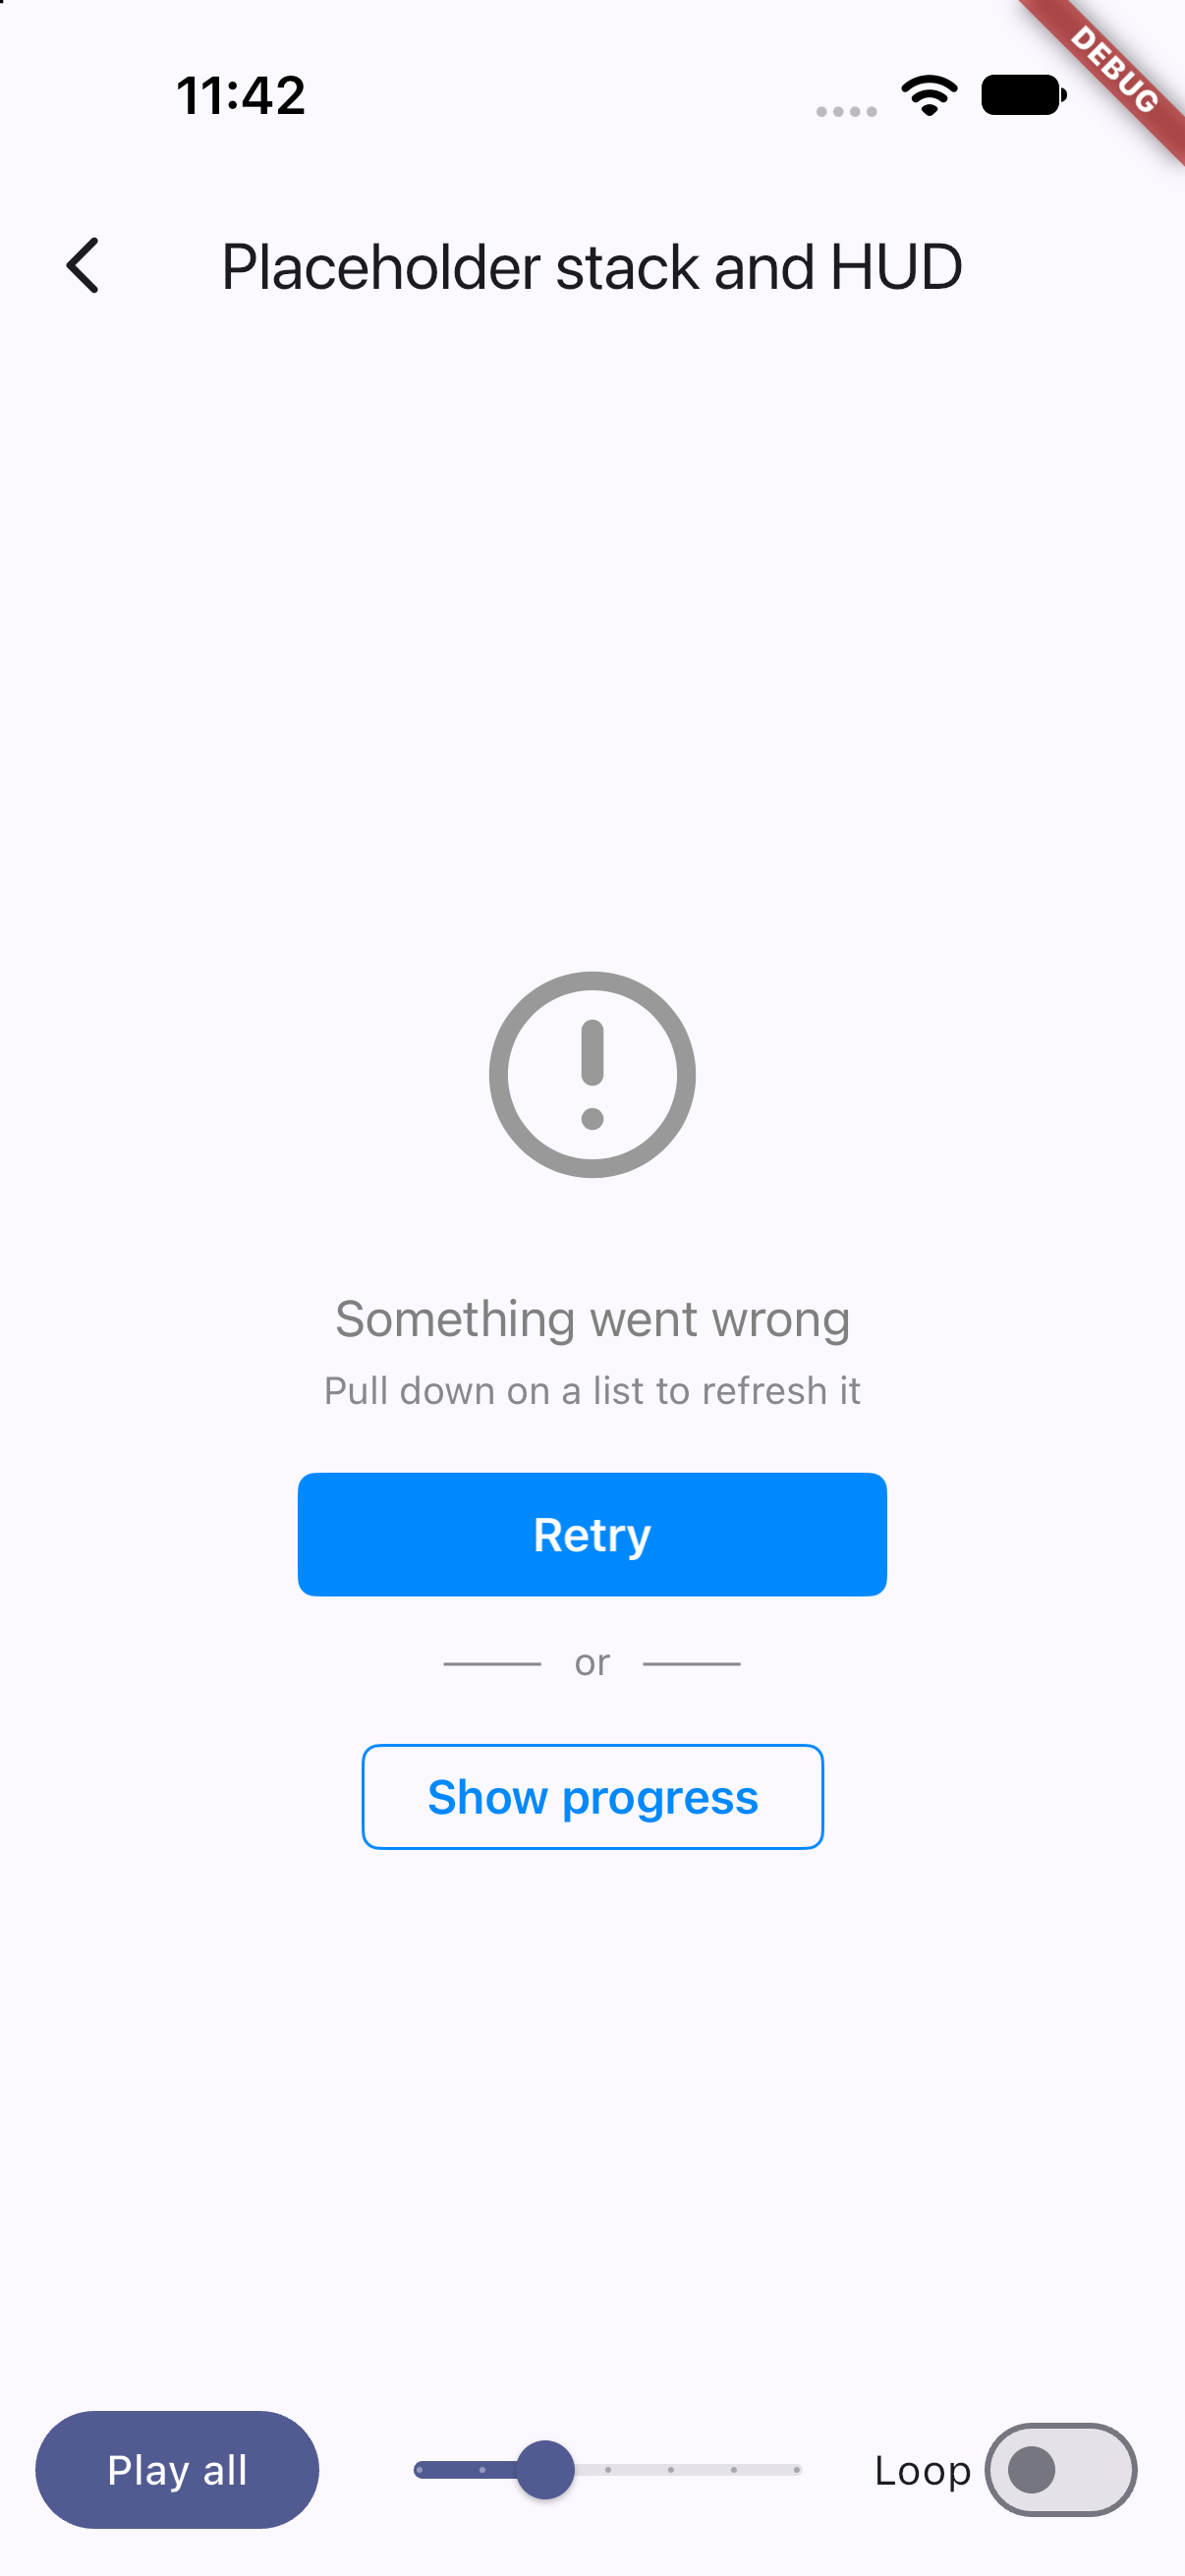 11:42
DEBUG
Placeholder stack and HUD
Something went wrong
Pull down on a list to refresh it
Retry
or
Show progress
Play all
Loop